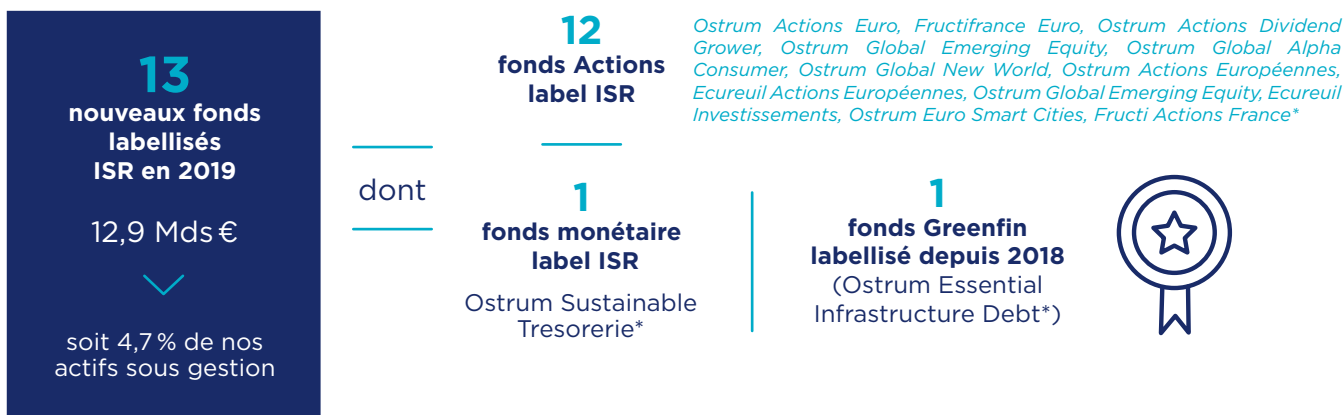 13
nouveaux fonds
labellisés
ISR en 2019
12,9 Mds €
soit 4,7 % de nos
actifs sous gestion
dont
12
fonds Actions
label ISR
Ostrum Actions Euro, Fructifrance Euro, Ostrum Actions Dividend
Grower, Ostrum Global Emerging Equity, Ostrum Global Alpha
Consumer, Ostrum Global New World, Ostrum Actions Européennes,
Ecureuil Actions Européennes, Ostrum Global Emerging Equity, Ecureuil
Investissements, Ostrum Euro Smart Cities, Fructi Actions France*
1
fonds monétaire
label ISR
Ostrum Sustainable
Tresorerie*
1
fonds Greenfin
labellisé depuis 2018
(Ostrum Essential
Infrastructure Debt*)